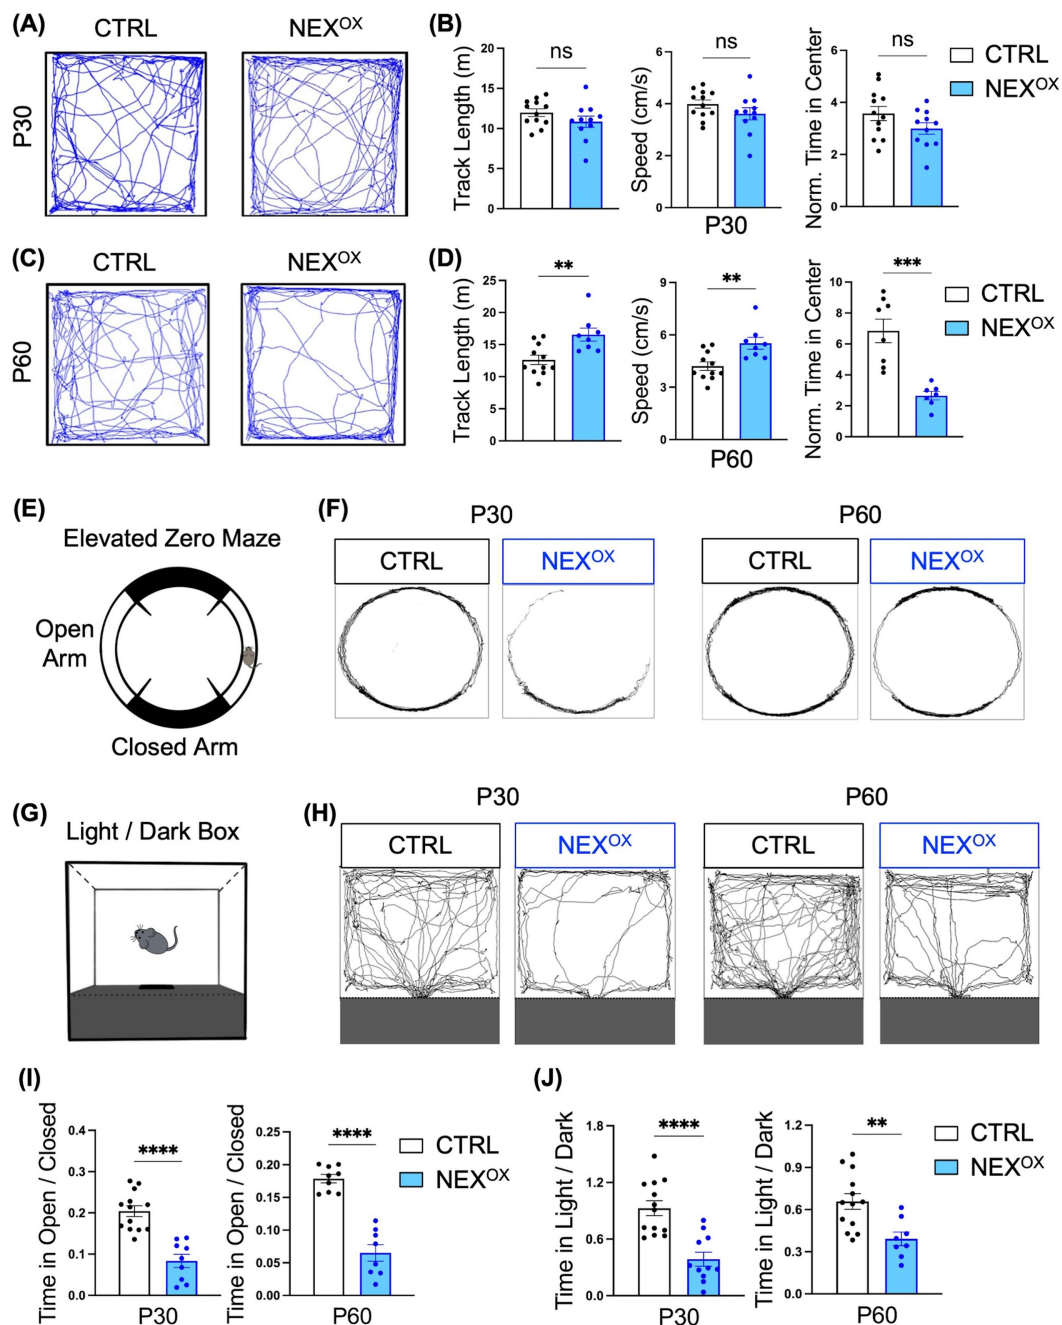 (A)
CTRL
NEXᴼˣ
P30
(B)
Track Length (m)
20
15
10
5
0
ns
Speed (cm/s)
6
4
2
0
ns
P30
Norm. Time in Center
6
4
2
0
ns
CTRL
NEXᴼˣ
(C)
CTRL
NEXᴼˣ
P60
(D)
Track Length (m)
25
20
15
10
5
0
**
Speed (cm/s)
9
6
3
0
**
P60
Norm. Time in Center
10
8
6
4
2
0
***
CTRL
NEXᴼˣ
(E)
Elevated Zero Maze
Open
Arm
Closed Arm
(F)
P30
P60
CTRL
NEXᴼˣ
CTRL
NEXᴼˣ
(G)
Light / Dark Box
(H)
P30
P60
CTRL
NEXᴼˣ
CTRL
NEXᴼˣ
(I)
Time in Open / Closed
0.4
0.3
0.2
0.1
0.0
****
P30
Time in Open / Closed
0.25
0.20
0.15
0.10
0.05
0.00
****
P60
CTRL
NEXᴼˣ
(J)
Time in Light / Dark
1.8
1.2
0.6
0.0
****
P30
Time in Light / Dark
1.2
0.9
0.6
0.3
0.0
**
P60
CTRL
NEXᴼˣ